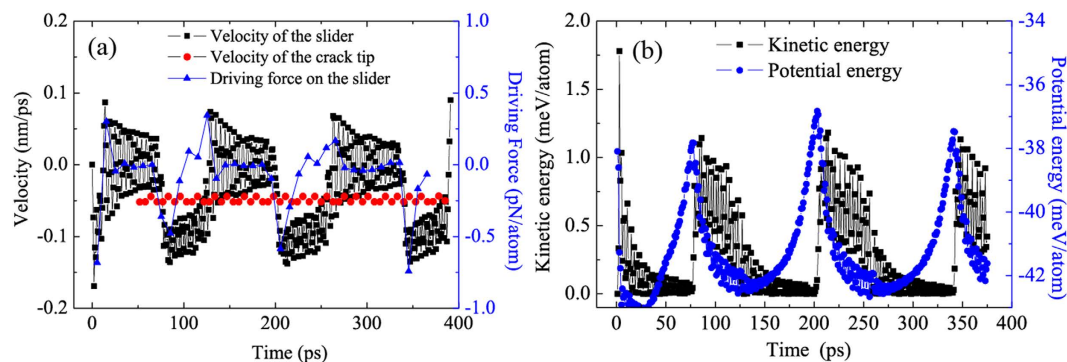 (a)
Velocity of the slider
Velocity of the crack tip
Driving force on the slider
Velocity (nm/ps)
0.2
0.1
0.0
-0.1
-0.2
0 100 200 300 400
Time (ps)
1.0
0.5
0.0
-0.5
-1.0
Driving Force (pN/atom)
(b)
Kinetic energy
Potential energy
Kinetic energy (meV/atom)
2.0
1.5
1.0
0.5
0.0
0 50 100 150 200 250 300 350
Time (ps)
-34
-36
-38
-40
-42
Potential energy (meV/atom)